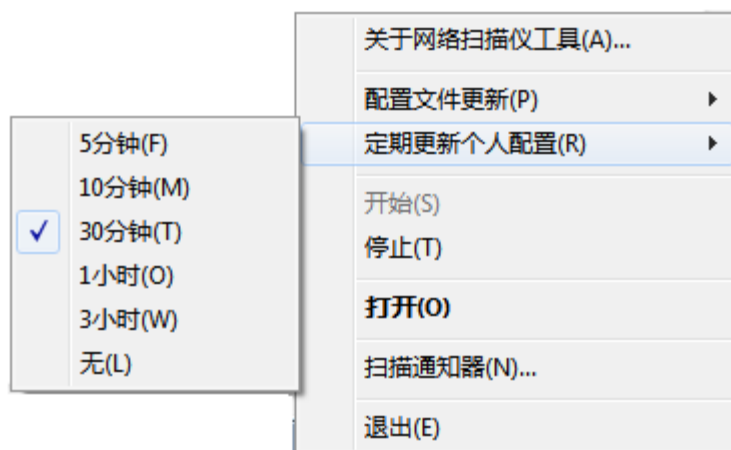 关于网络扫描仪工具(A)...
配置文件更新(P)
定期更新个人配置(R)
5分钟(F)
10分钟(M)
30分钟(T)
1小时(O)
3小时(W)
无(L)
开始(S)
停止(T)
打开(O)
扫描通知器(N)...
退出(E)